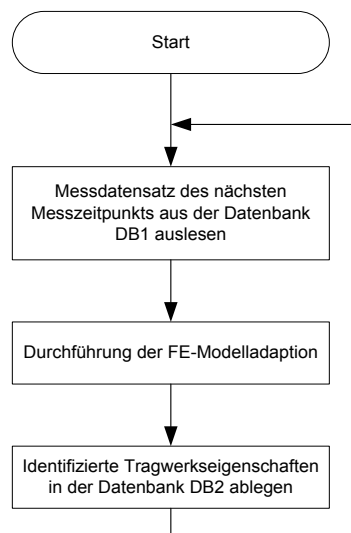 Start
Messdatensatz des nächsten
Messzeitpunkts aus der Datenbank
DB1 auslesen
Durchführung der FE-Modelladaption
Identifizierte Tragwerkseigenschaften
in der Datenbank DB2 ablegen